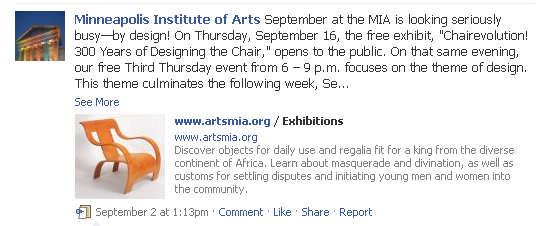 Minneapolis Institute of Arts September at the MIA is looking seriously
busy—by design! On Thursday, September 16, the free exhibit, "Chairevolution!
300 Years of Designing the Chair," opens to the public. On that same evening,
our free Third Thursday event from 6 – 9 p.m. focuses on the theme of design.
This theme culminates the following week, Se...
See More
www.artsmia.org / Exhibitions
www.artsmia.org
Discover objects for daily use and regalia fit for a king from the diverse
continent of Africa. Learn about masquerade and divination, as well as
customs for settling disputes and initiating young men and women into
the community.
September 2 at 1:13pm · Comment · Like · Share · Report